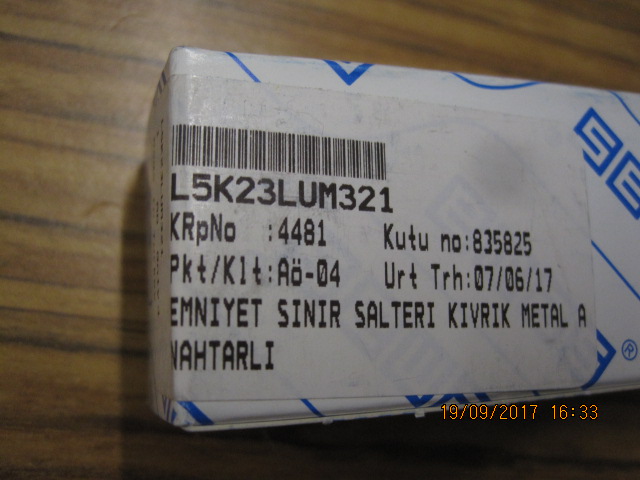 L5K23LUM321
KRpNo :4481 Kutu no:835825
Pkt/Klt:Aö-04 Urt Trh:07/06/17
EMNIYET SINIR SALTERI KIVRIK METAL A
NAHTARLI
®
19/09/2017 16:33